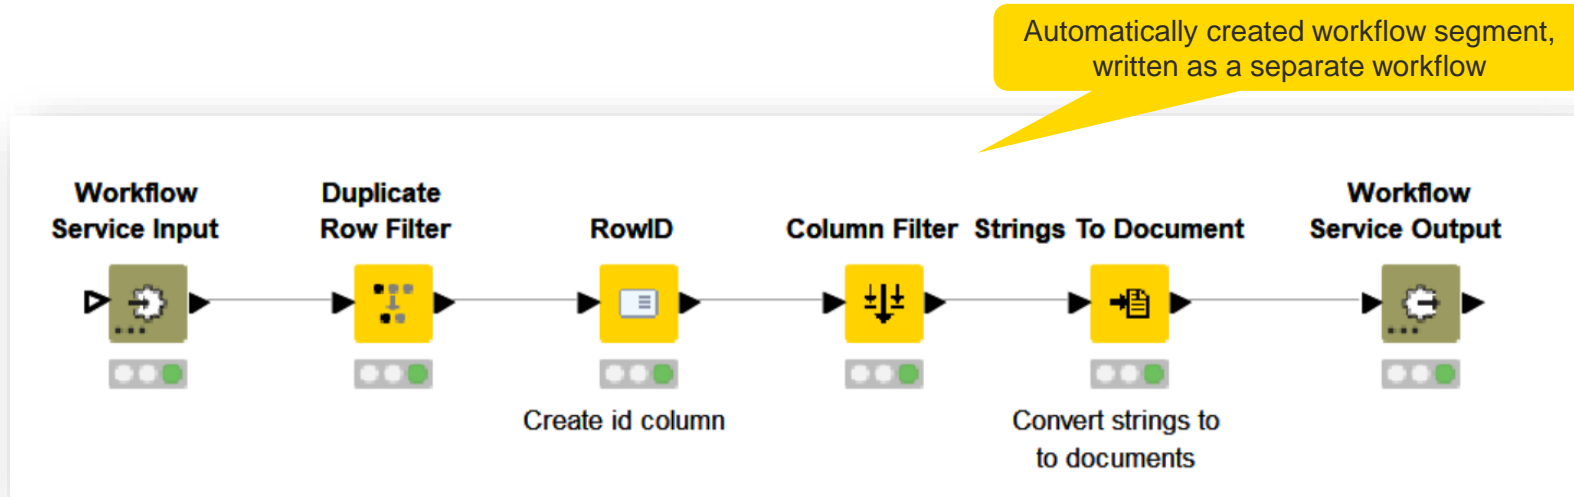 Automatically created workflow segment,
written as a separate workflow
Workflow
Service Input
Duplicate
Row Filter
RowID
Column Filter
Strings To Document
Workflow
Service Output
Create id column
Convert strings to
to documents